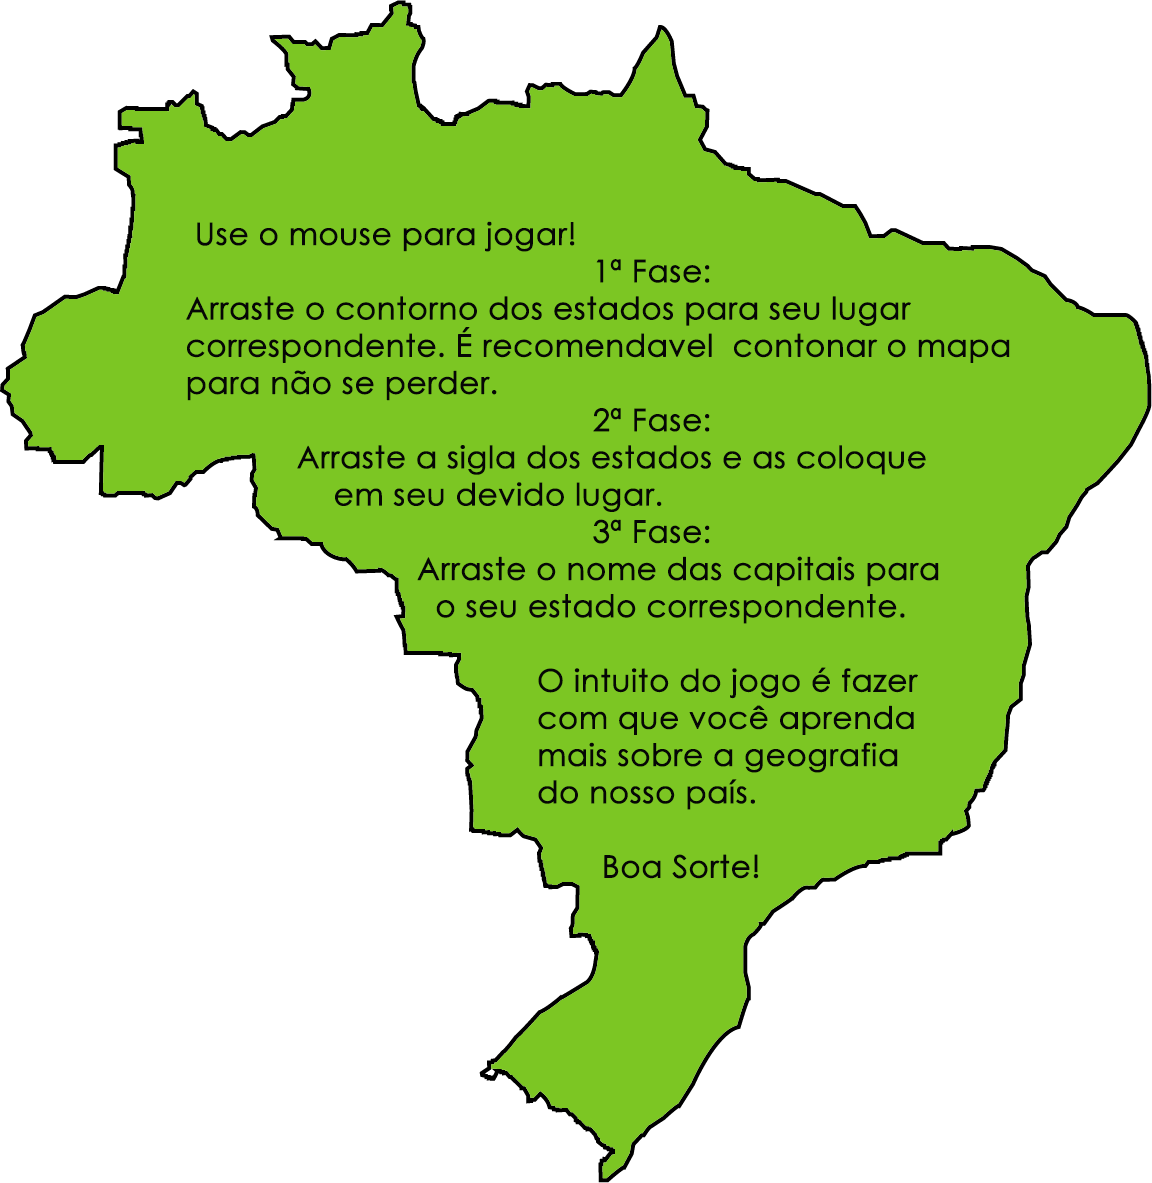 Use o mouse para jogar!
1ª Fase:
Arraste o contorno dos estados para seu lugar
correspondente. É recomendavel contonar o mapa
para não se perder.
2ª Fase:
Arraste a sigla dos estados e as coloque
em seu devido lugar.
3ª Fase:
Arraste o nome das capitais para
o seu estado correspondente.
O intuito do jogo é fazer
com que você aprenda
mais sobre a geografia
do nosso país.
Boa Sorte!